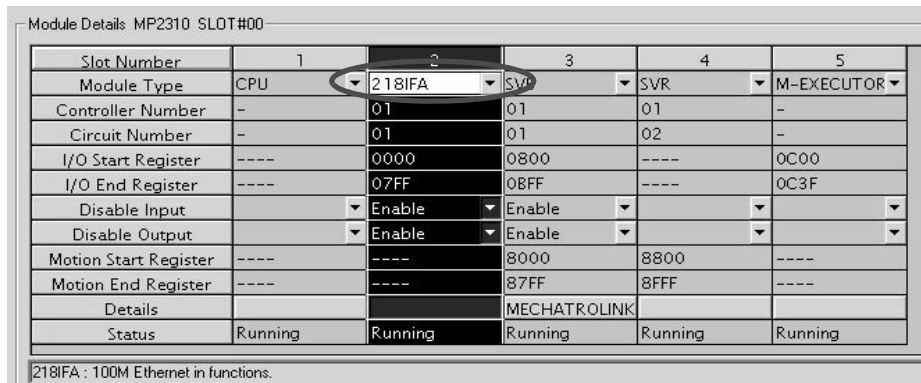 Module Details MP2310 SLOT#00
Slot Number 1 2 3 4 5
Module Type CPU 218IFA SVR SVR M-EXECUTOR
Controller Number - 01 01 01 -
Circuit Number - 01 01 02 -
I/O Start Register ---- 0000 0800 ---- 0C00
I/O End Register ---- 07FF 0BFF ---- 0C3F
Disable Input Enable Enable
Disable Output Enable Enable
Motion Start Register ---- ---- 8000 8800 ----
Motion End Register ---- ---- 87FF 8FFF ----
Details MECHATROLINK
Status Running Running Running Running Running
218IFA : 100M Ethernet in functions.